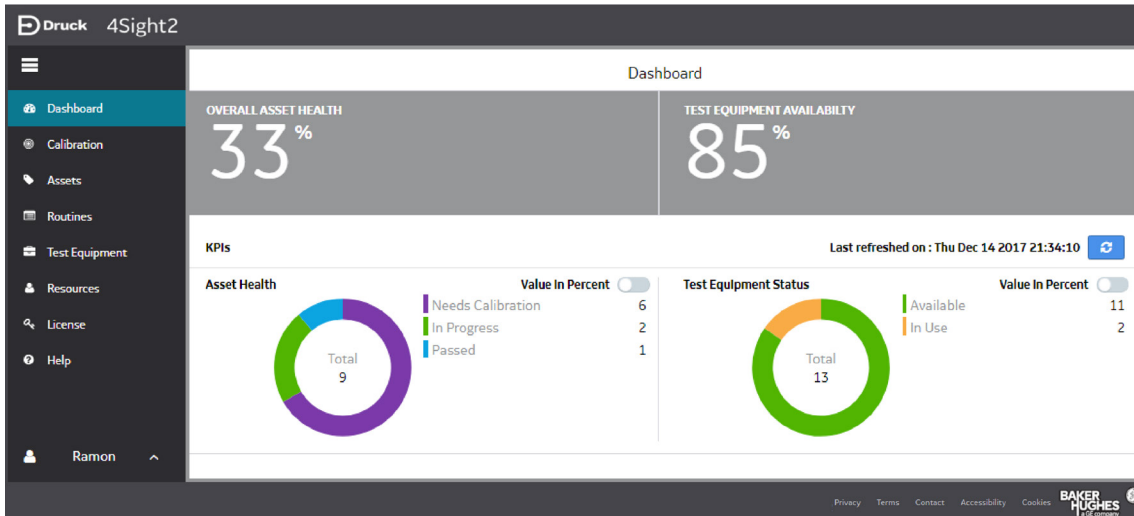 Druck 4Sight2
Dashboard
Dashboard
Calibration
Assets
Routines
Test Equipment
Resources
License
Help
Ramon
OVERALL ASSET HEALTH
33%
TEST EQUIPMENT AVAILABILTY
85%
KPIs
Last refreshed on : Thu Dec 14 2017 21:34:10
Asset Health
Value In Percent
Needs Calibration 6
In Progress 2
Passed 1
Total
9
Test Equipment Status
Value In Percent
Available 11
In Use 2
Total
13
Privacy Terms Contact Accessibility Cookies
BAKER
HUGHES
a GE company